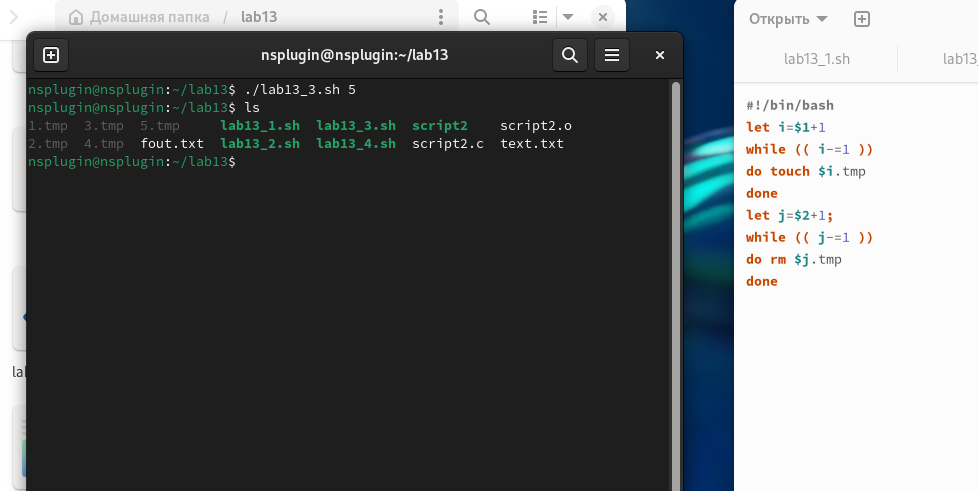 Домашняя папка / lab13
nsplugin@nsplugin:~/lab13
nsplugin@nsplugin:~/lab13$ ./lab13_3.sh 5
nsplugin@nsplugin:~/lab13$ ls
1.tmp 3.tmp 5.tmp lab13_1.sh lab13_3.sh script2 script2.o
2.tmp 4.tmp fout.txt lab13_2.sh lab13_4.sh script2.c text.txt
nsplugin@nsplugin:~/lab13$
Открыть
lab13_1.sh lab13_
#!/bin/bash
let i=$1+1
while (( i-=1 ))
do touch $i.tmp
done
let j=$2+1;
while (( j-=1 ))
do rm $j.tmp
done